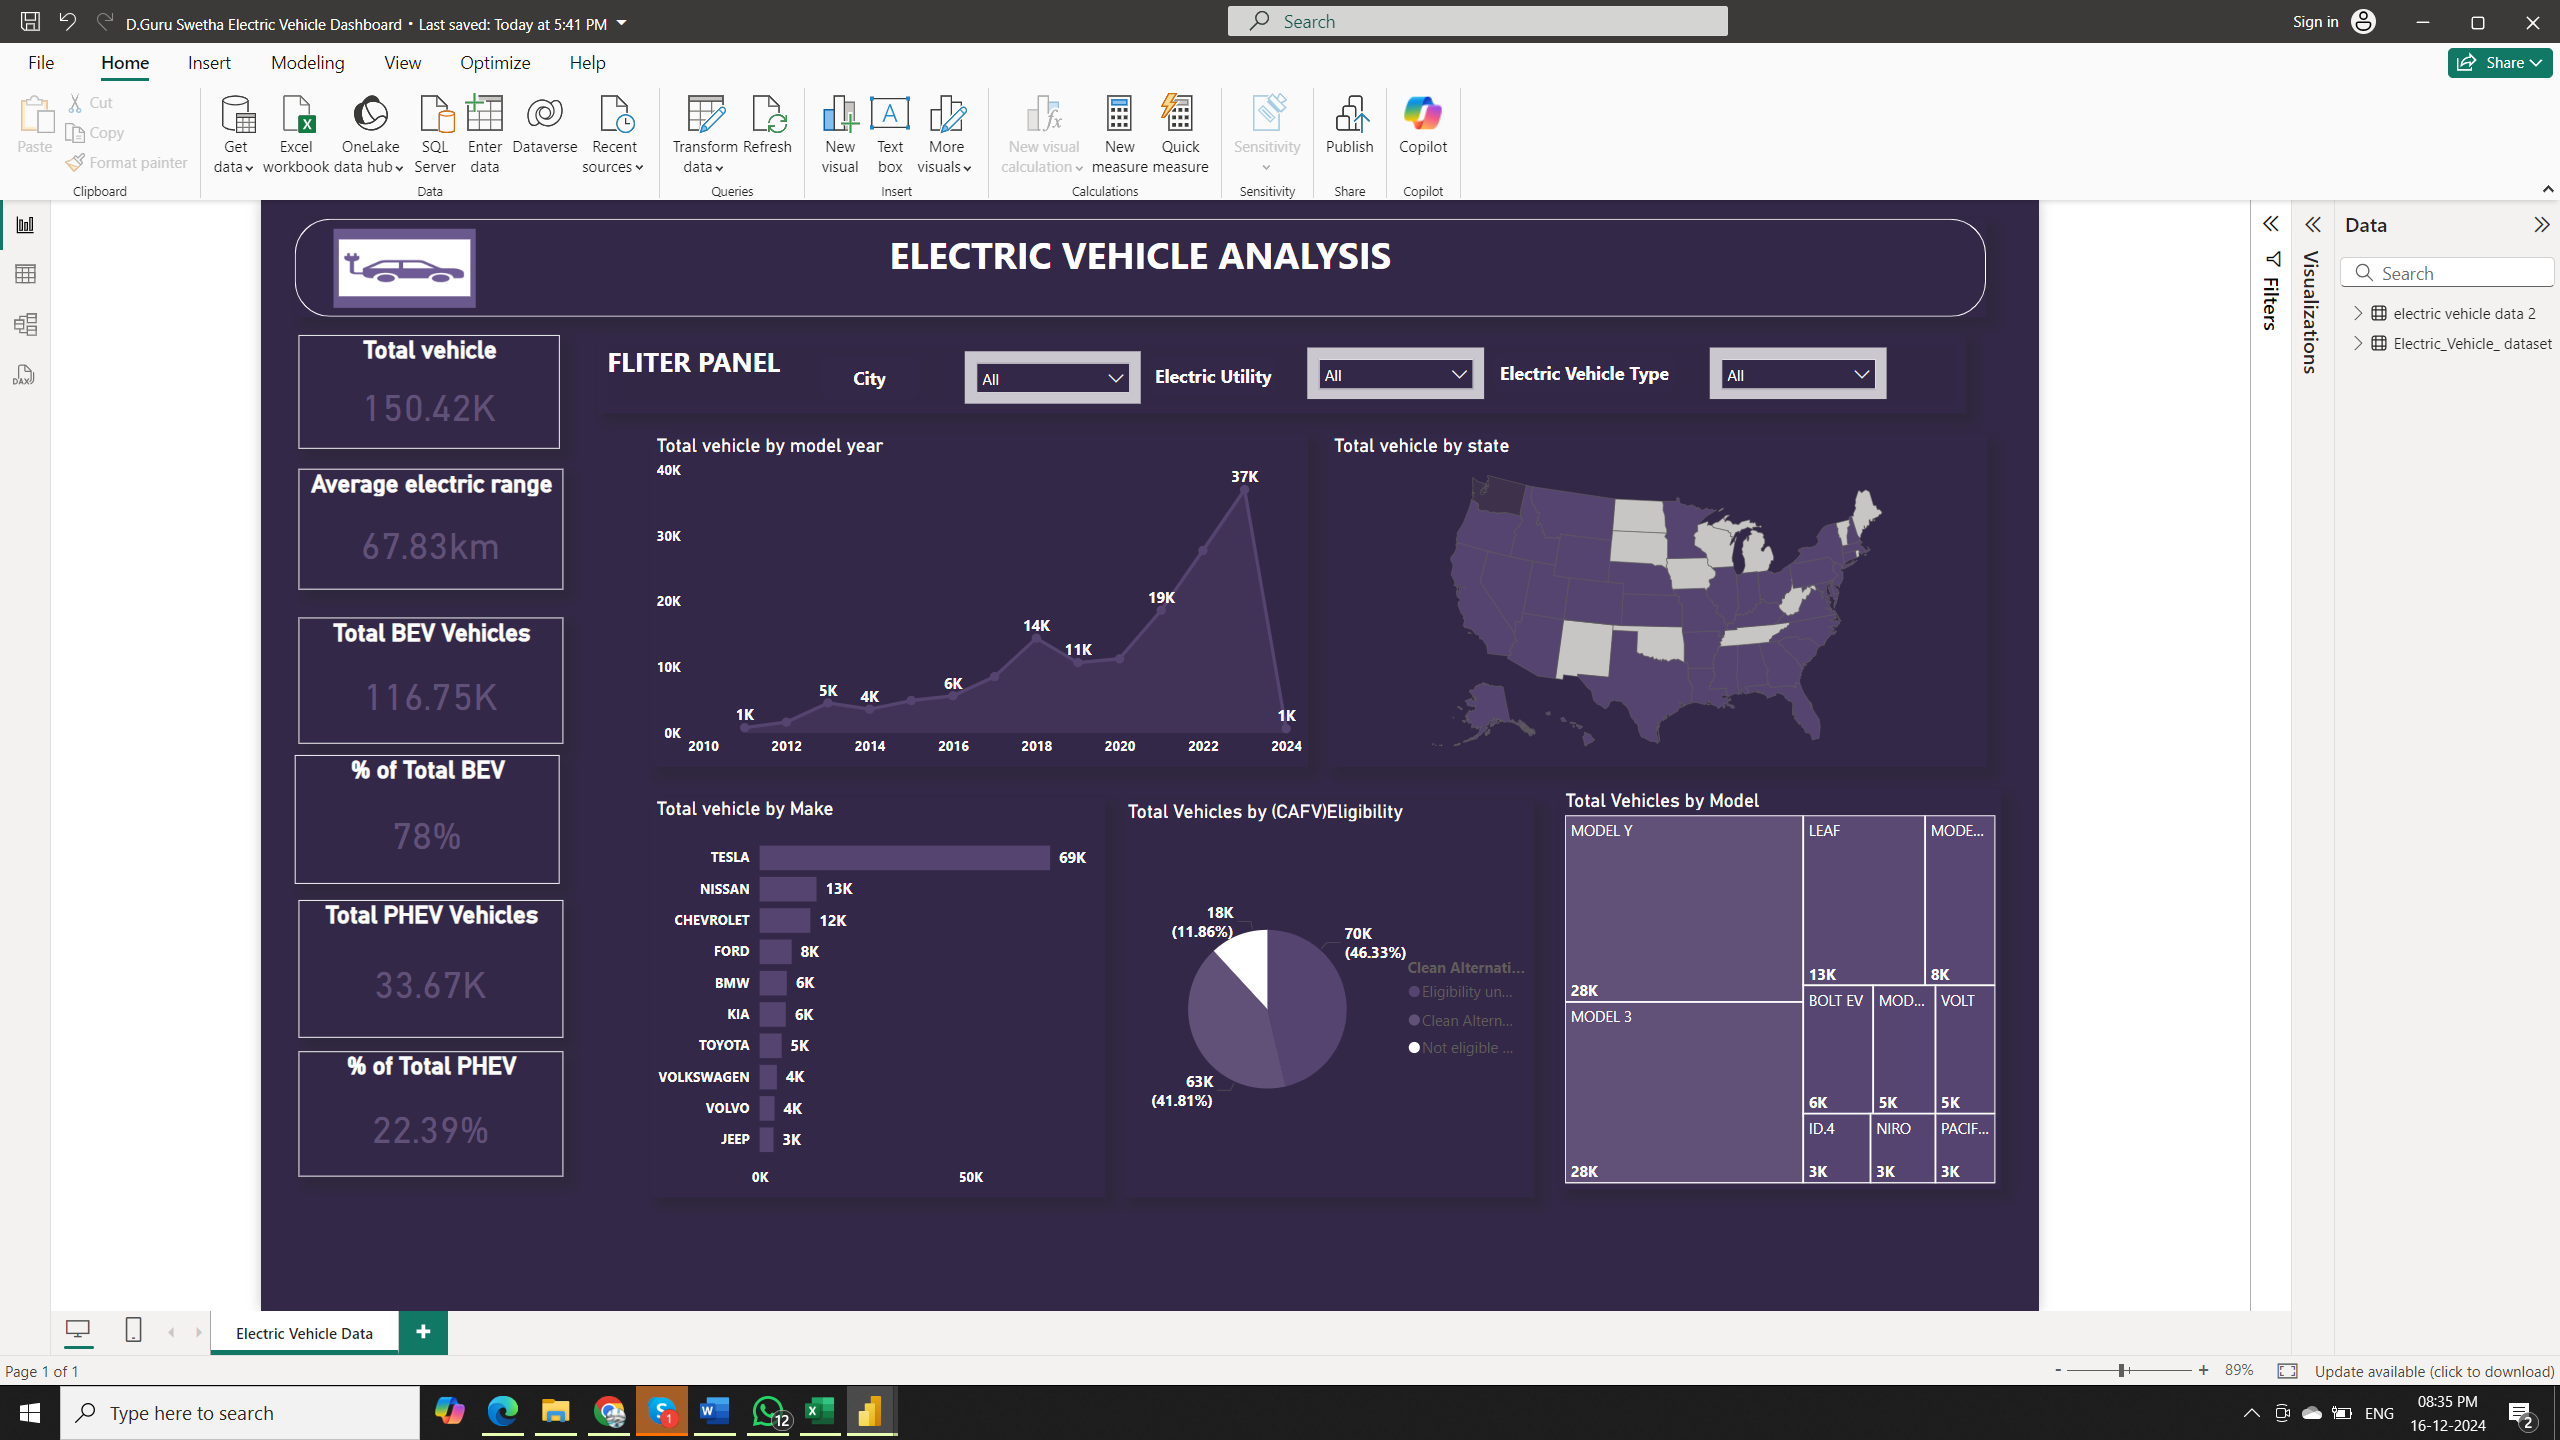 D.Guru Swetha Electric Vehicle Dashboard • Last saved: Today at 5:41 PM
Search
Sign in
File Home Insert Modeling View Optimize Help
Share
Paste
Cut
Copy
Format painter
Clipboard
Get data
Excel workbook
OneLake data hub
SQL Server
Enter data
Dataverse
Recent sources
Data
Transform data
Refresh
Queries
New visual
Text box
More visuals
Insert
New visual calculation
New measure
Quick measure
Calculations
Sensitivity
Sensitivity
Publish
Share
Copilot
Copilot
ELECTRIC VEHICLE ANALYSIS
Total vehicle
150.42K
Average electric range
67.83km
Total BEV Vehicles
116.75K
% of Total BEV
78%
Total PHEV Vehicles
33.67K
% of Total PHEV
22.39%
FLITER PANEL
City
All
Electric Utility
All
Electric Vehicle Type
All
Total vehicle by model year
40K
30K
20K
10K
0K
1K
5K
4K
6K
14K
11K
19K
37K
1K
2010 2012 2014 2016 2018 2020 2022 2024
Total vehicle by state
Total vehicle by Make
TESLA 69K
NISSAN 13K
CHEVROLET 12K
FORD 8K
BMW 6K
KIA 6K
TOYOTA 5K
VOLKSWAGEN 4K
VOLVO 4K
JEEP 3K
0K 50K
Total Vehicles by (CAFV)Eligibility
18K
(11.86%)
70K
(46.33%)
63K
(41.81%)
Clean Alternati...
Eligibility un...
Clean Altern...
Not eligible ...
Total Vehicles by Model
MODEL Y
28K
MODEL 3
28K
LEAF
13K
MODE...
8K
BOLT EV
6K
MOD...
5K
VOLT
5K
ID.4
3K
NIRO
3K
PACIF...
3K
Filters
Visualizations
Data
Search
electric vehicle data 2
Electric_Vehicle_ dataset
Electric Vehicle Data
Page 1 of 1
89%
Update available (click to download)
Type here to search
1
12
ENG
08:35 PM
16-12-2024
2